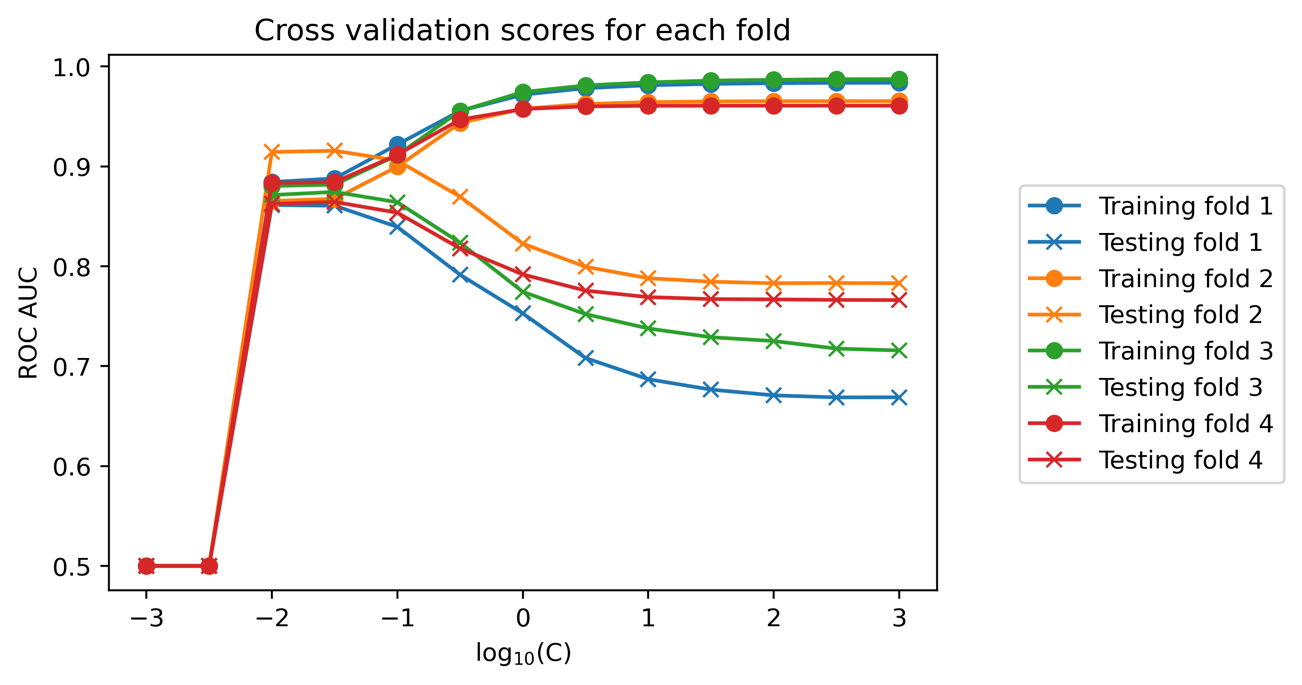 Cross validation scores for each fold
ROC AUC
1.0
0.9
0.8
0.7
0.6
0.5
−3 −2 −1 0 1 2 3
log₁₀(C)
Training fold 1
Testing fold 1
Training fold 2
Testing fold 2
Training fold 3
Testing fold 3
Training fold 4
Testing fold 4